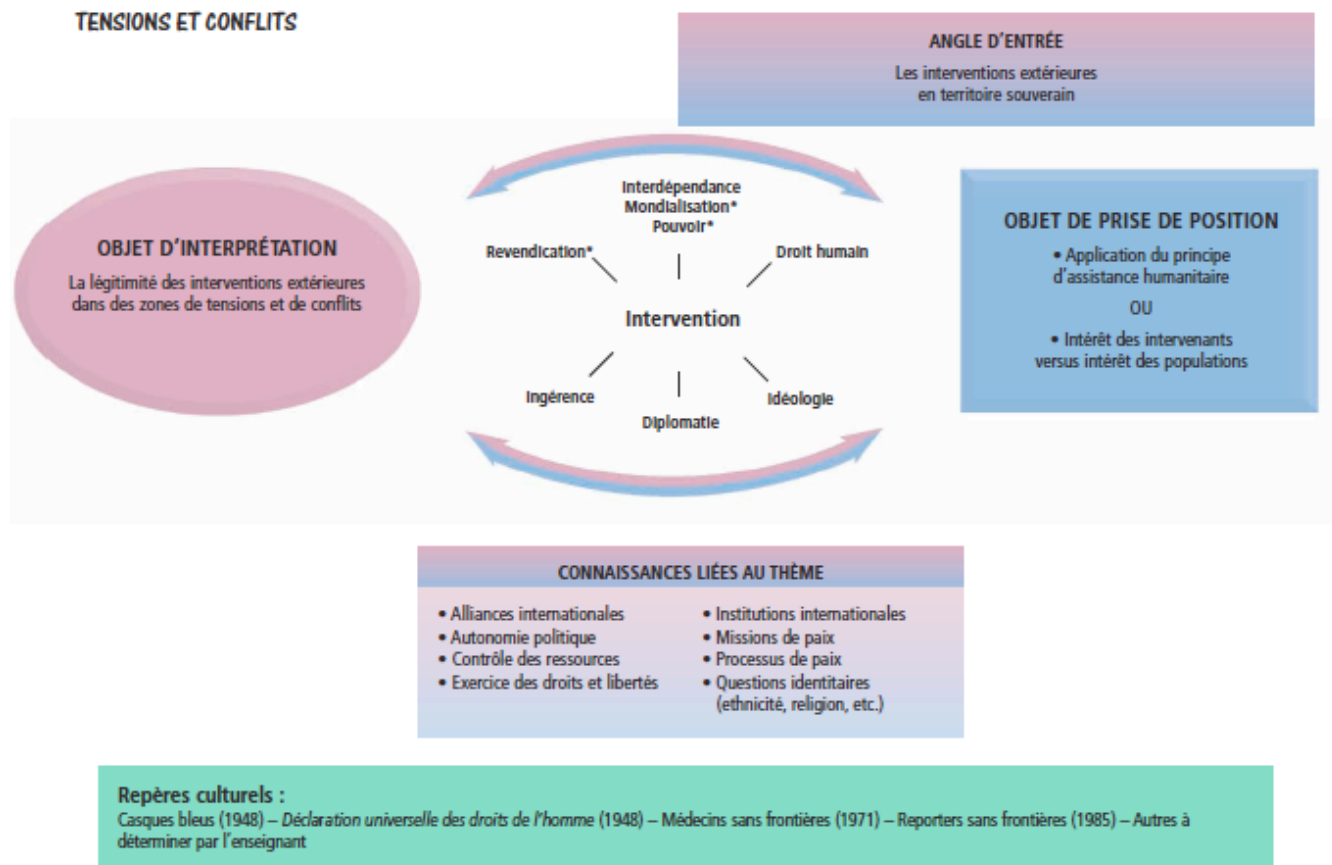 TENSIONS ET CONFLITS
ANGLE D'ENTRÉE
Les interventions extérieures
en territoire souverain
OBJET D'INTERPRÉTATION
La légitimité des interventions extérieures
dans des zones de tensions et de conflits
Interdépendance
Mondialisation*
Pouvoir*
Revendication*
Droit humain
Intervention
Ingérence
Idéologie
Diplomatie
OBJET DE PRISE DE POSITION
• Application du principe
d'assistance humanitaire
OU
• Intérêt des intervenants
versus intérêt des populations
CONNAISSANCES LIÉES AU THÈME
• Alliances internationales
• Autonomie politique
• Contrôle des ressources
• Exercice des droits et libertés
• Institutions internationales
• Missions de paix
• Processus de paix
• Questions identitaires
(ethnicité, religion, etc.)
Repères culturels :
Casques bleus (1948) – Déclaration universelle des droits de l'homme (1948) – Médecins sans frontières (1971) – Reporters sans frontières (1985) – Autres à
déterminer par l'enseignant